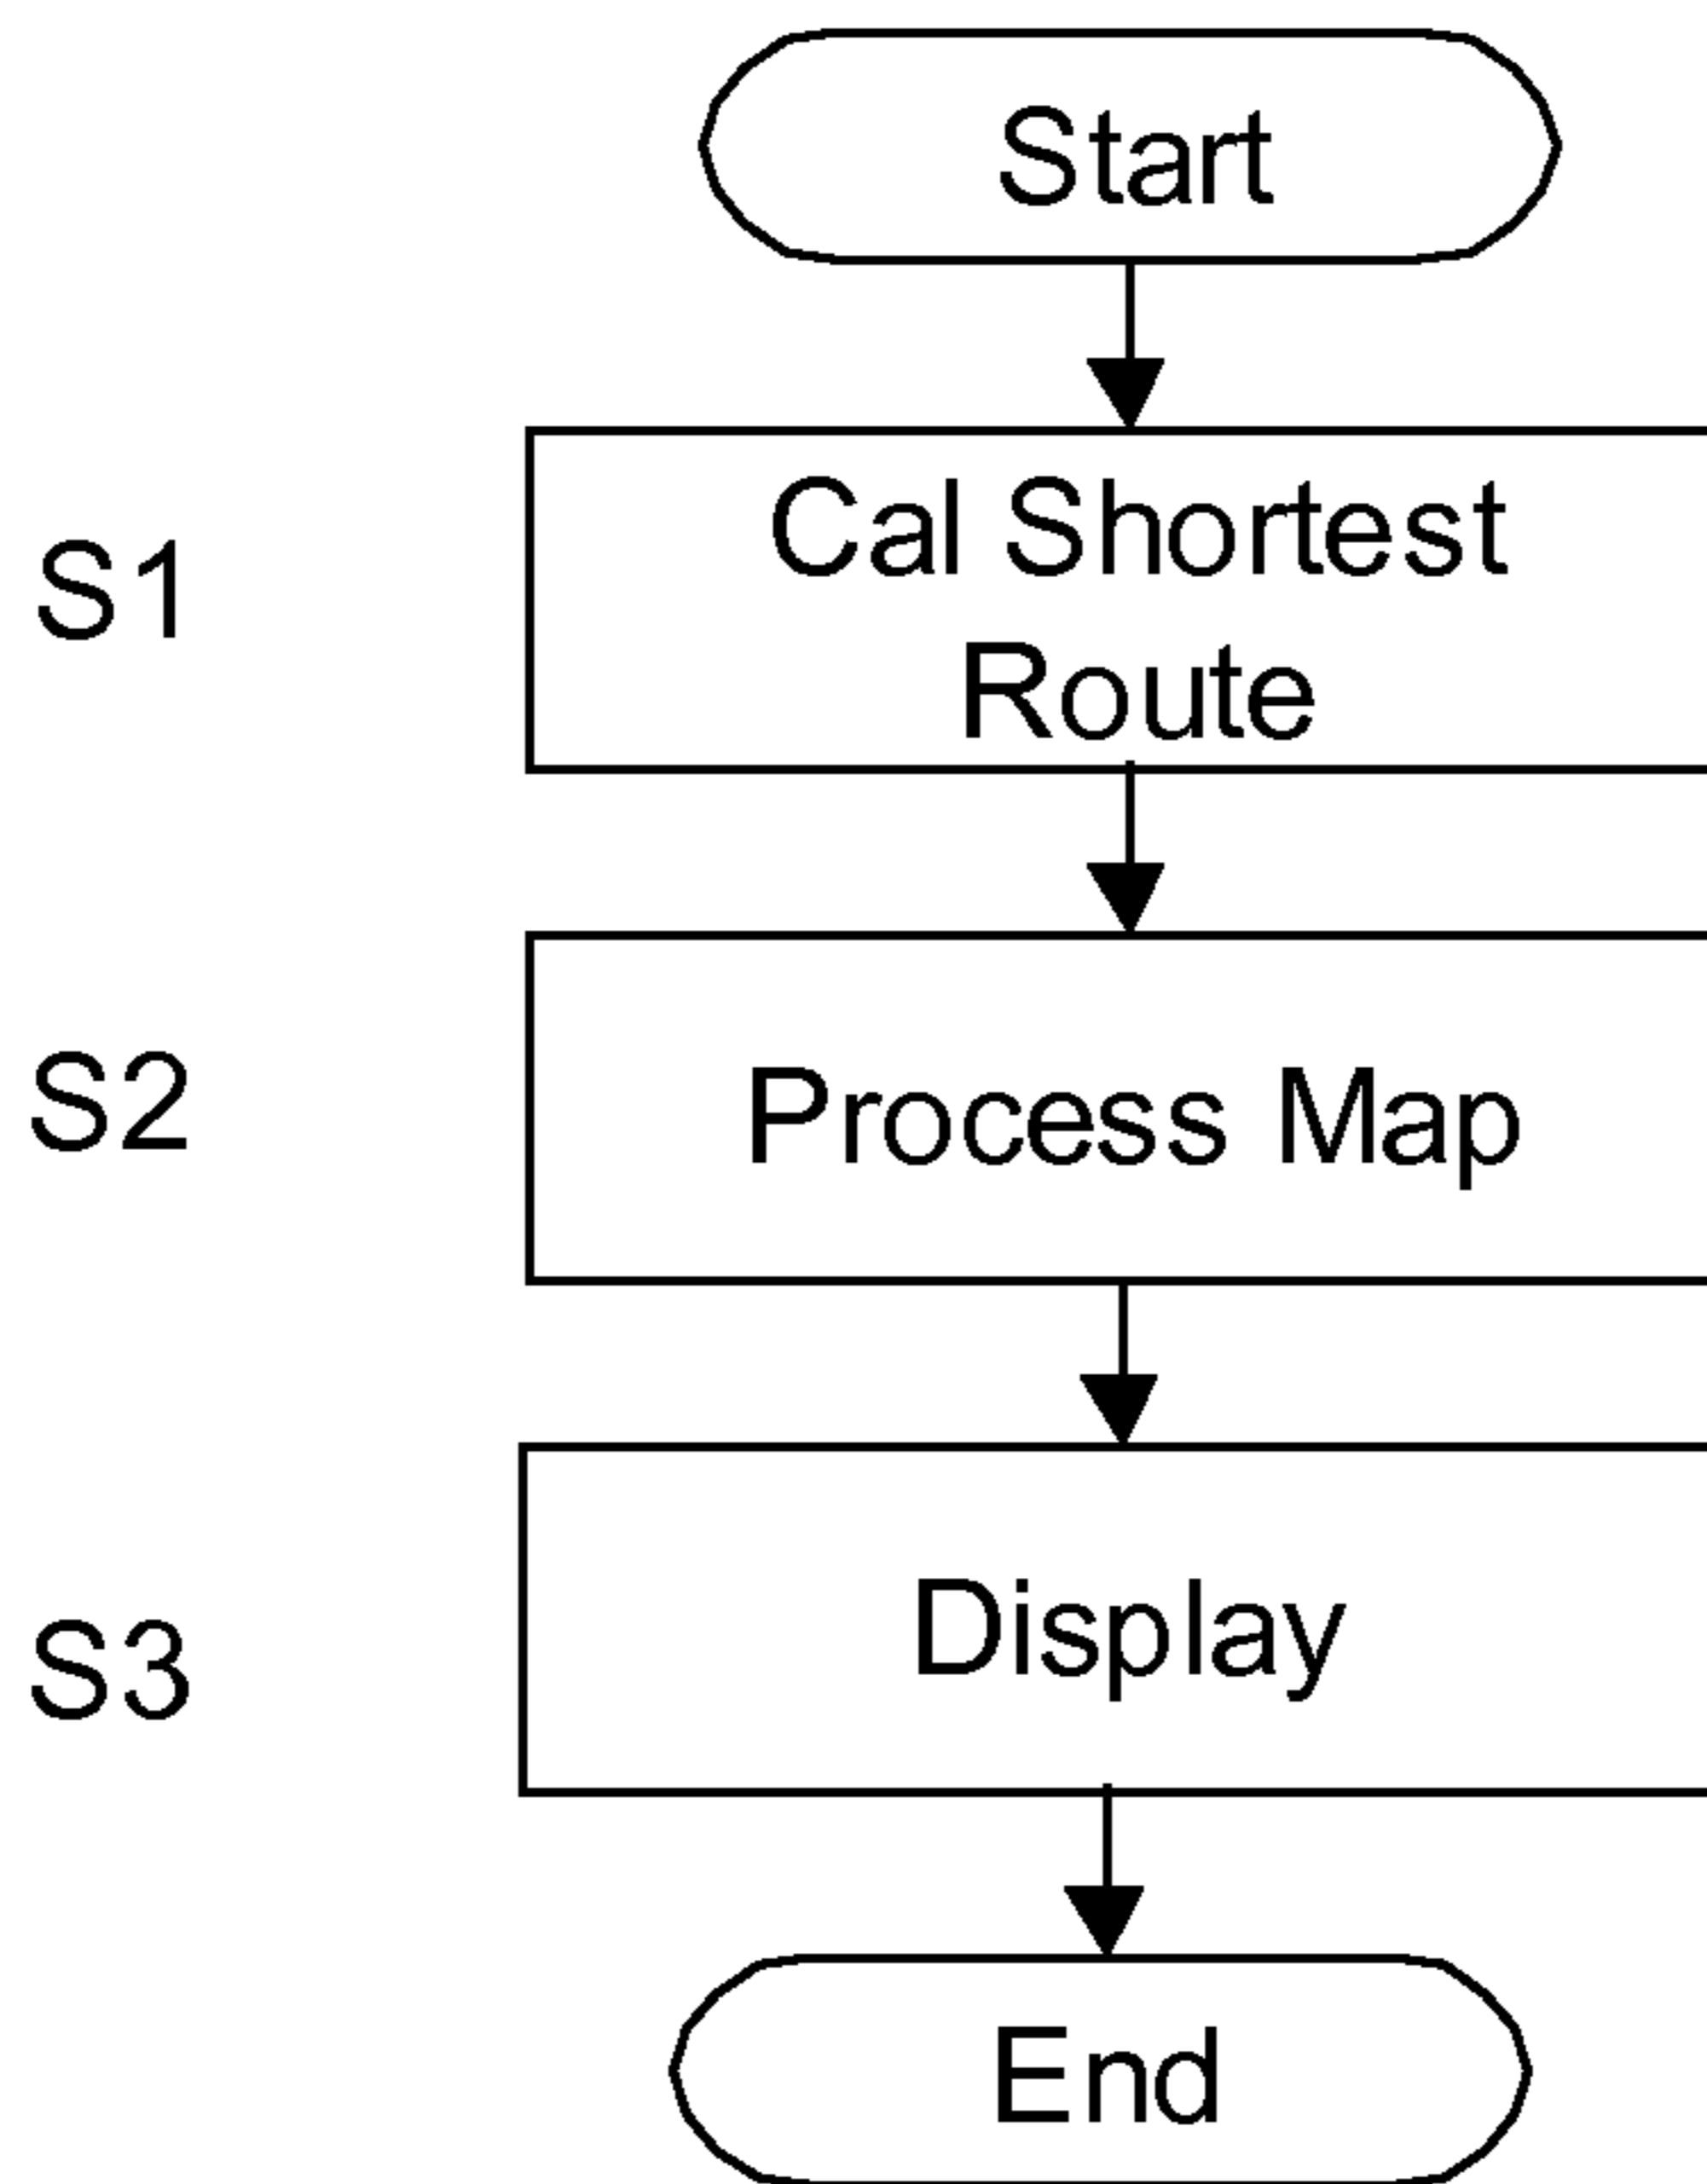 Start
S1
Cal Shortest
Route
S2
Process Map
S3
Display
End